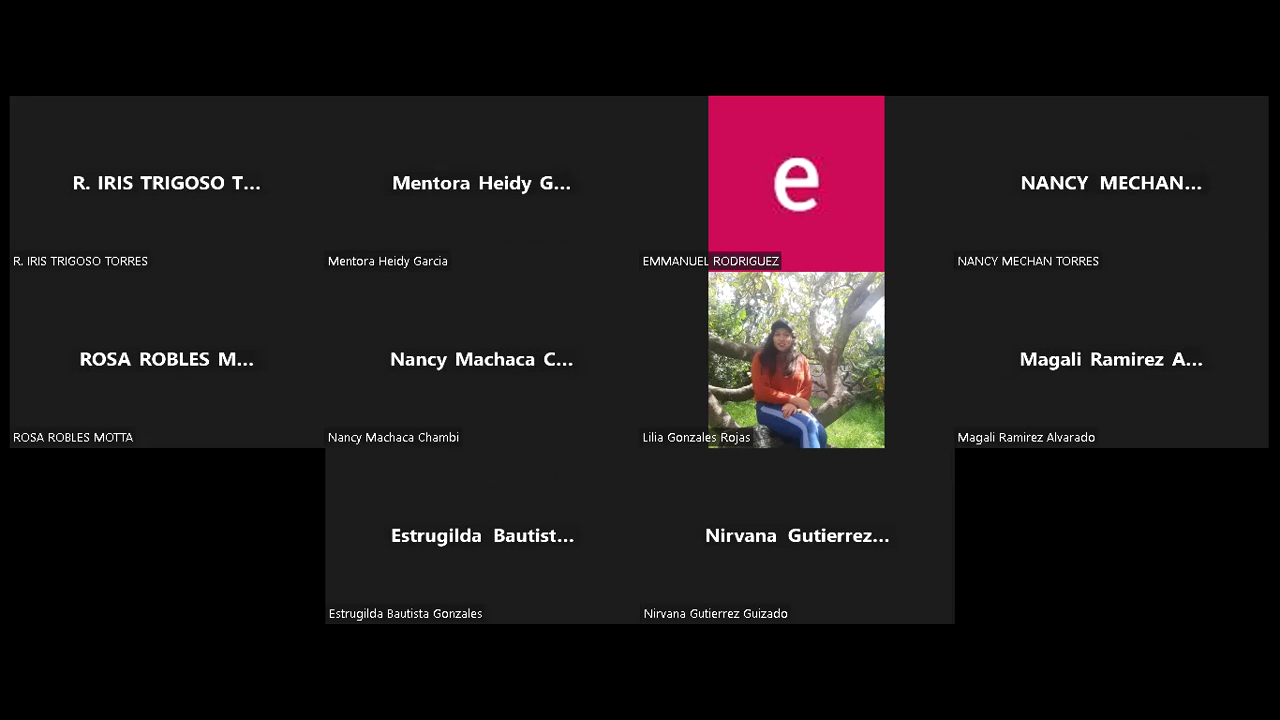 R. IRIS TRIGOSO T...
Mentora Heidy G...
e
NANCY MECHAN...
R. IRIS TRIGOSO TORRES
Mentora Heidy Garcia
EMMANUEL RODRIGUEZ
NANCY MECHAN TORRES
ROSA ROBLES M...
Nancy Machaca C...
Magali Ramirez A...
ROSA ROBLES MOTTA
Nancy Machaca Chambi
Lilia Gonzales Rojas
Magali Ramirez Alvarado
Estrugilda Bautist...
Nirvana Gutierrez...
Estrugilda Bautista Gonzales
Nirvana Gutierrez Guizado